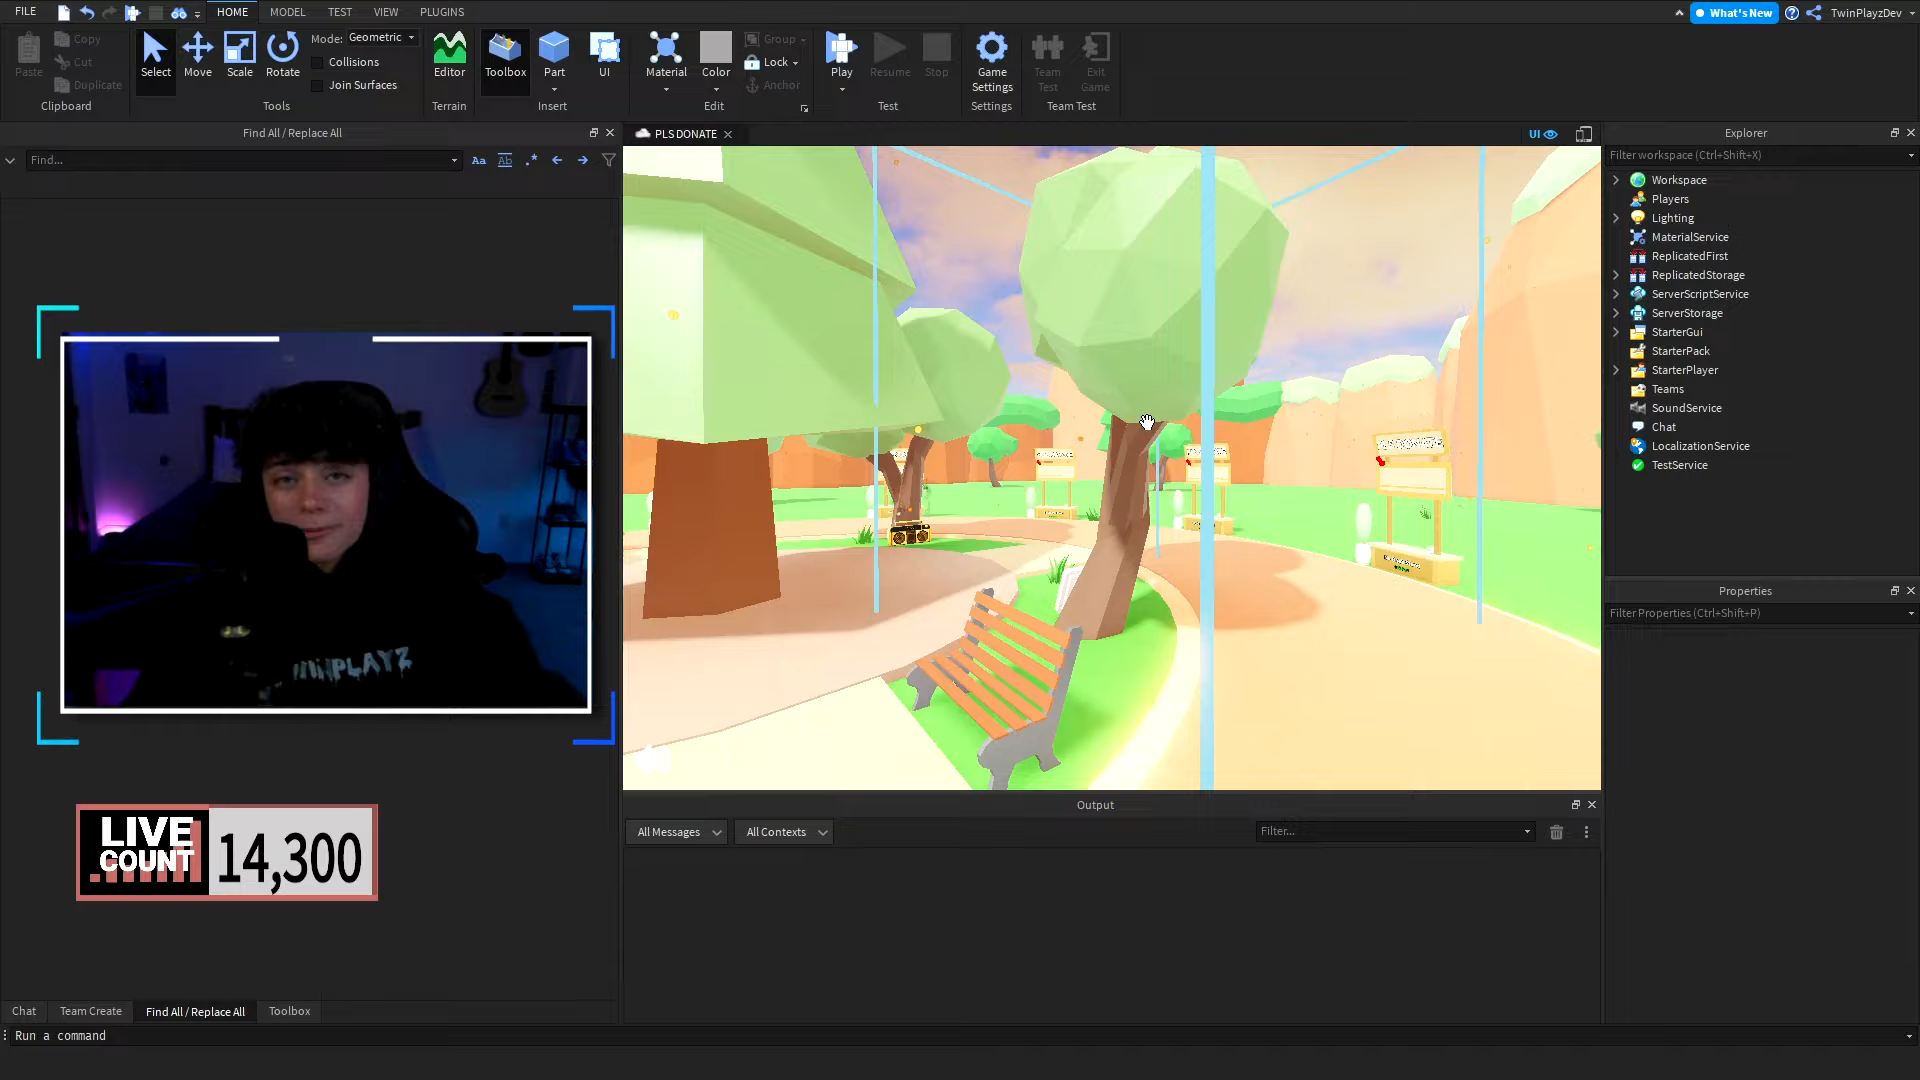 FILE
HOME
MODEL
TEST
VIEW
PLUGINS
What's New
TwinPlayzDev
Paste
Copy
Cut
Duplicate
Clipboard
Select
Move
Scale
Rotate
Mode: Geometric
Collisions
Join Surfaces
Tools
Editor
Terrain
Toolbox
Part
UI
Insert
Material
Color
Group
Lock
Anchor
Edit
Play
Resume
Stop
Test
Game
Settings
Settings
Team
Test
Exit
Game
Team Test
Find All / Replace All
Find...
Aa
Ab
.*
PLS DONATE
UI
LIVE
COUNT
14,300
Output
All Messages
All Contexts
Filter...
Explorer
Filter workspace (Ctrl+Shift+X)
Workspace
Players
Lighting
MaterialService
ReplicatedFirst
ReplicatedStorage
ServerScriptService
ServerStorage
StarterGui
StarterPack
StarterPlayer
Teams
SoundService
Chat
LocalizationService
TestService
Properties
Filter Properties (Ctrl+Shift+P)
Chat
Team Create
Find All / Replace All
Toolbox
Run a command